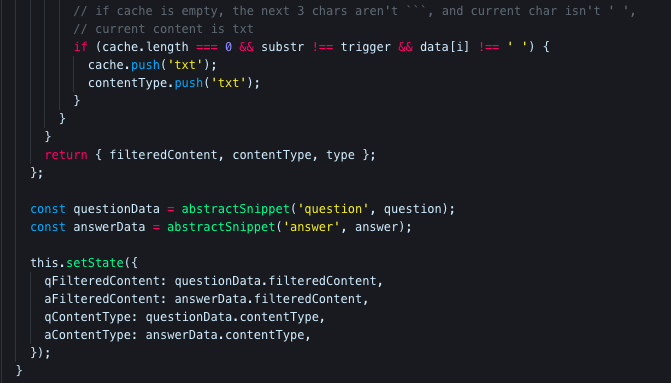 // if cache is empty, the next 3 chars aren't ```, and current char isn't ' ',
// current content is txt
if (cache.length === 0 && substr !== trigger && data[i] !== ' ') {
cache.push('txt');
contentType.push('txt');
}
}
}
return { filteredContent, contentType, type };
};
const questionData = abstractSnippet('question', question);
const answerData = abstractSnippet('answer', answer);
this.setState({
qFilteredContent: questionData.filteredContent,
aFilteredContent: answerData.filteredContent,
qContentType: questionData.contentType,
aContentType: answerData.contentType,
});
}